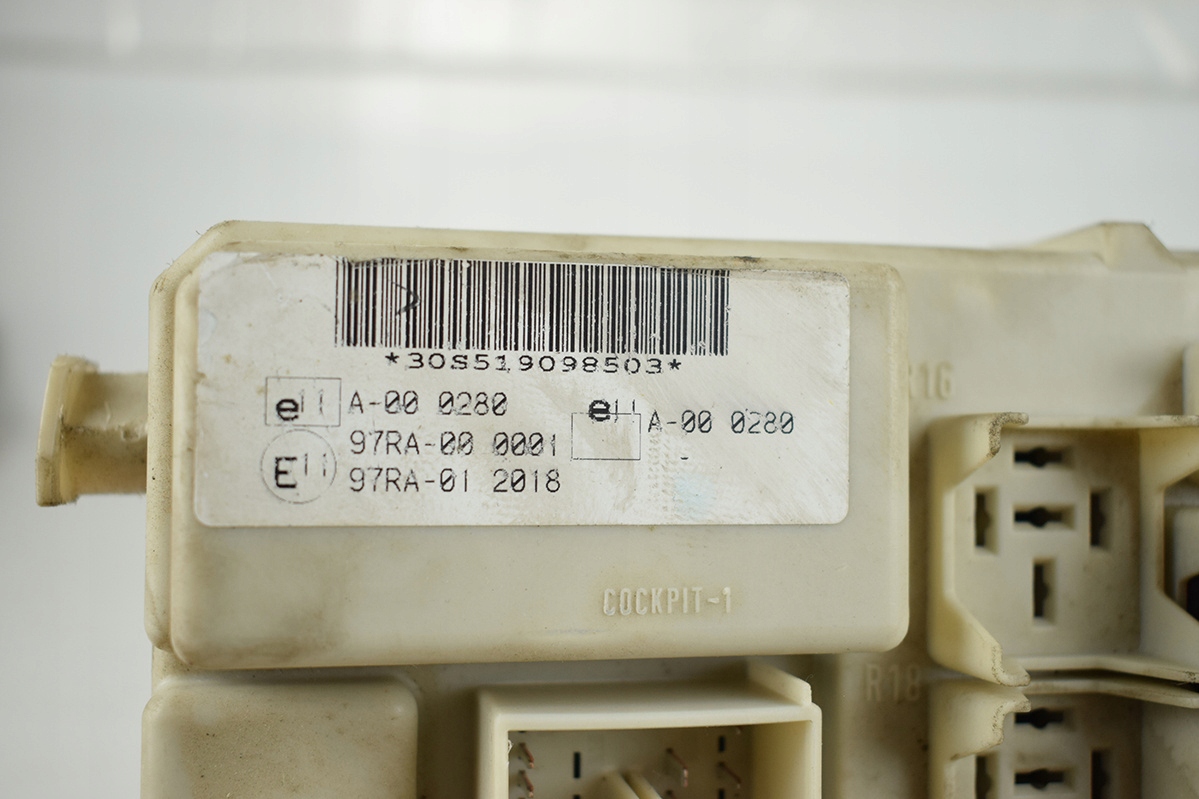 *30S519098503*
e11 A-00 0280
97RA-00 0001
E11 97RA-01 2018
e11 A-00 0280
-
COCKPIT-1
R16
R18